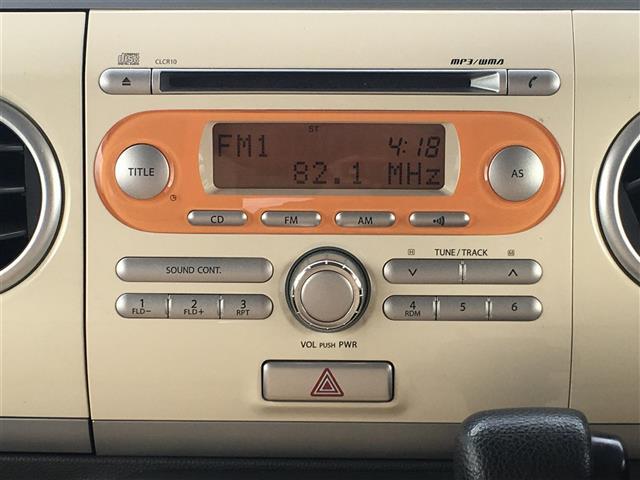 disc CLCR10 MP3/WMA
ST
FM1 4:18
82.1 MHz
TITLE AS
CD FM AM
SOUND CONT. TUNE/TRACK
1 2 3 4 5 6
FLD- FLD+ RPT RDM
VOL PUSH PWR